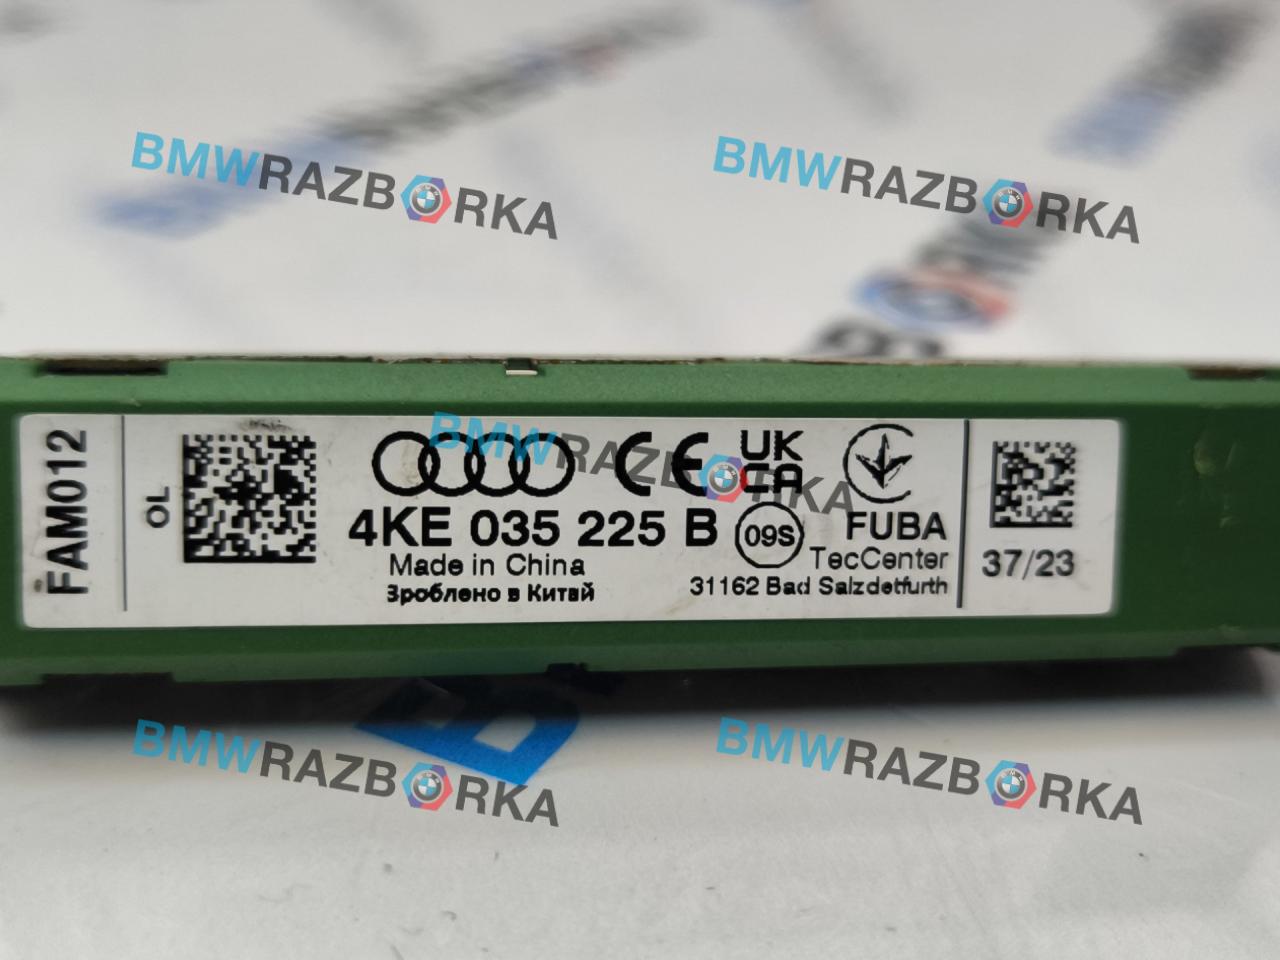 BMWRAZBORKA
BMWRAZBORKA
FAM012
OL
BMWRAZBORKA
CE
UK
CA
4KE 035 225 B
09S
FUBA
TecCenter
Made in China
Зроблено в Китай
31162 Bad Salzdetfurth
37/23
BMWRAZBORKA
BMWRAZBORKA